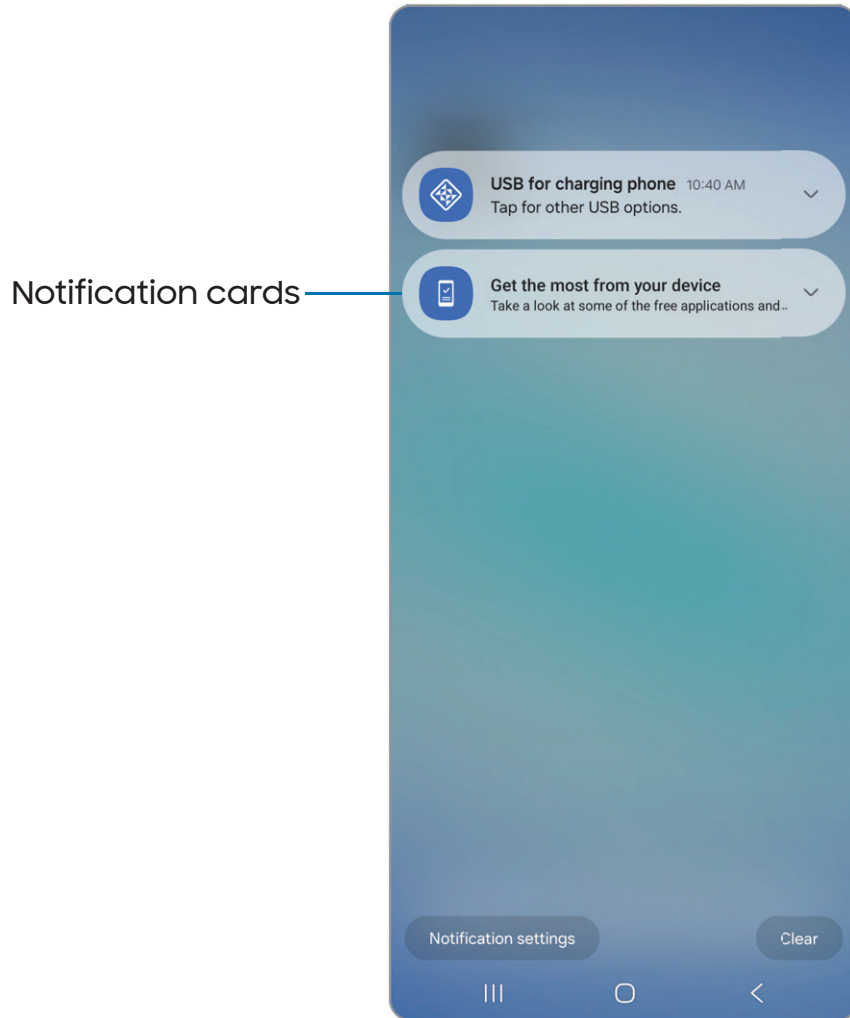 USB for charging phone 10:40 AM
Tap for other USB options.
Notification cards
Get the most from your device
Take a look at some of the free applications and..
Notification settings
Clear